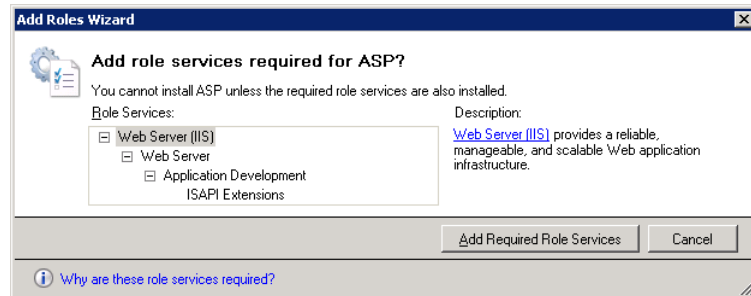 Add Roles Wizard
Add role services required for ASP?
You cannot install ASP unless the required role services are also installed.
Role Services:
Web Server (IIS)
Web Server
Application Development
ISAPI Extensions
Description:
Web Server (IIS) provides a reliable,
manageable, and scalable Web application
infrastructure.
Add Required Role Services
Cancel
Why are these role services required?